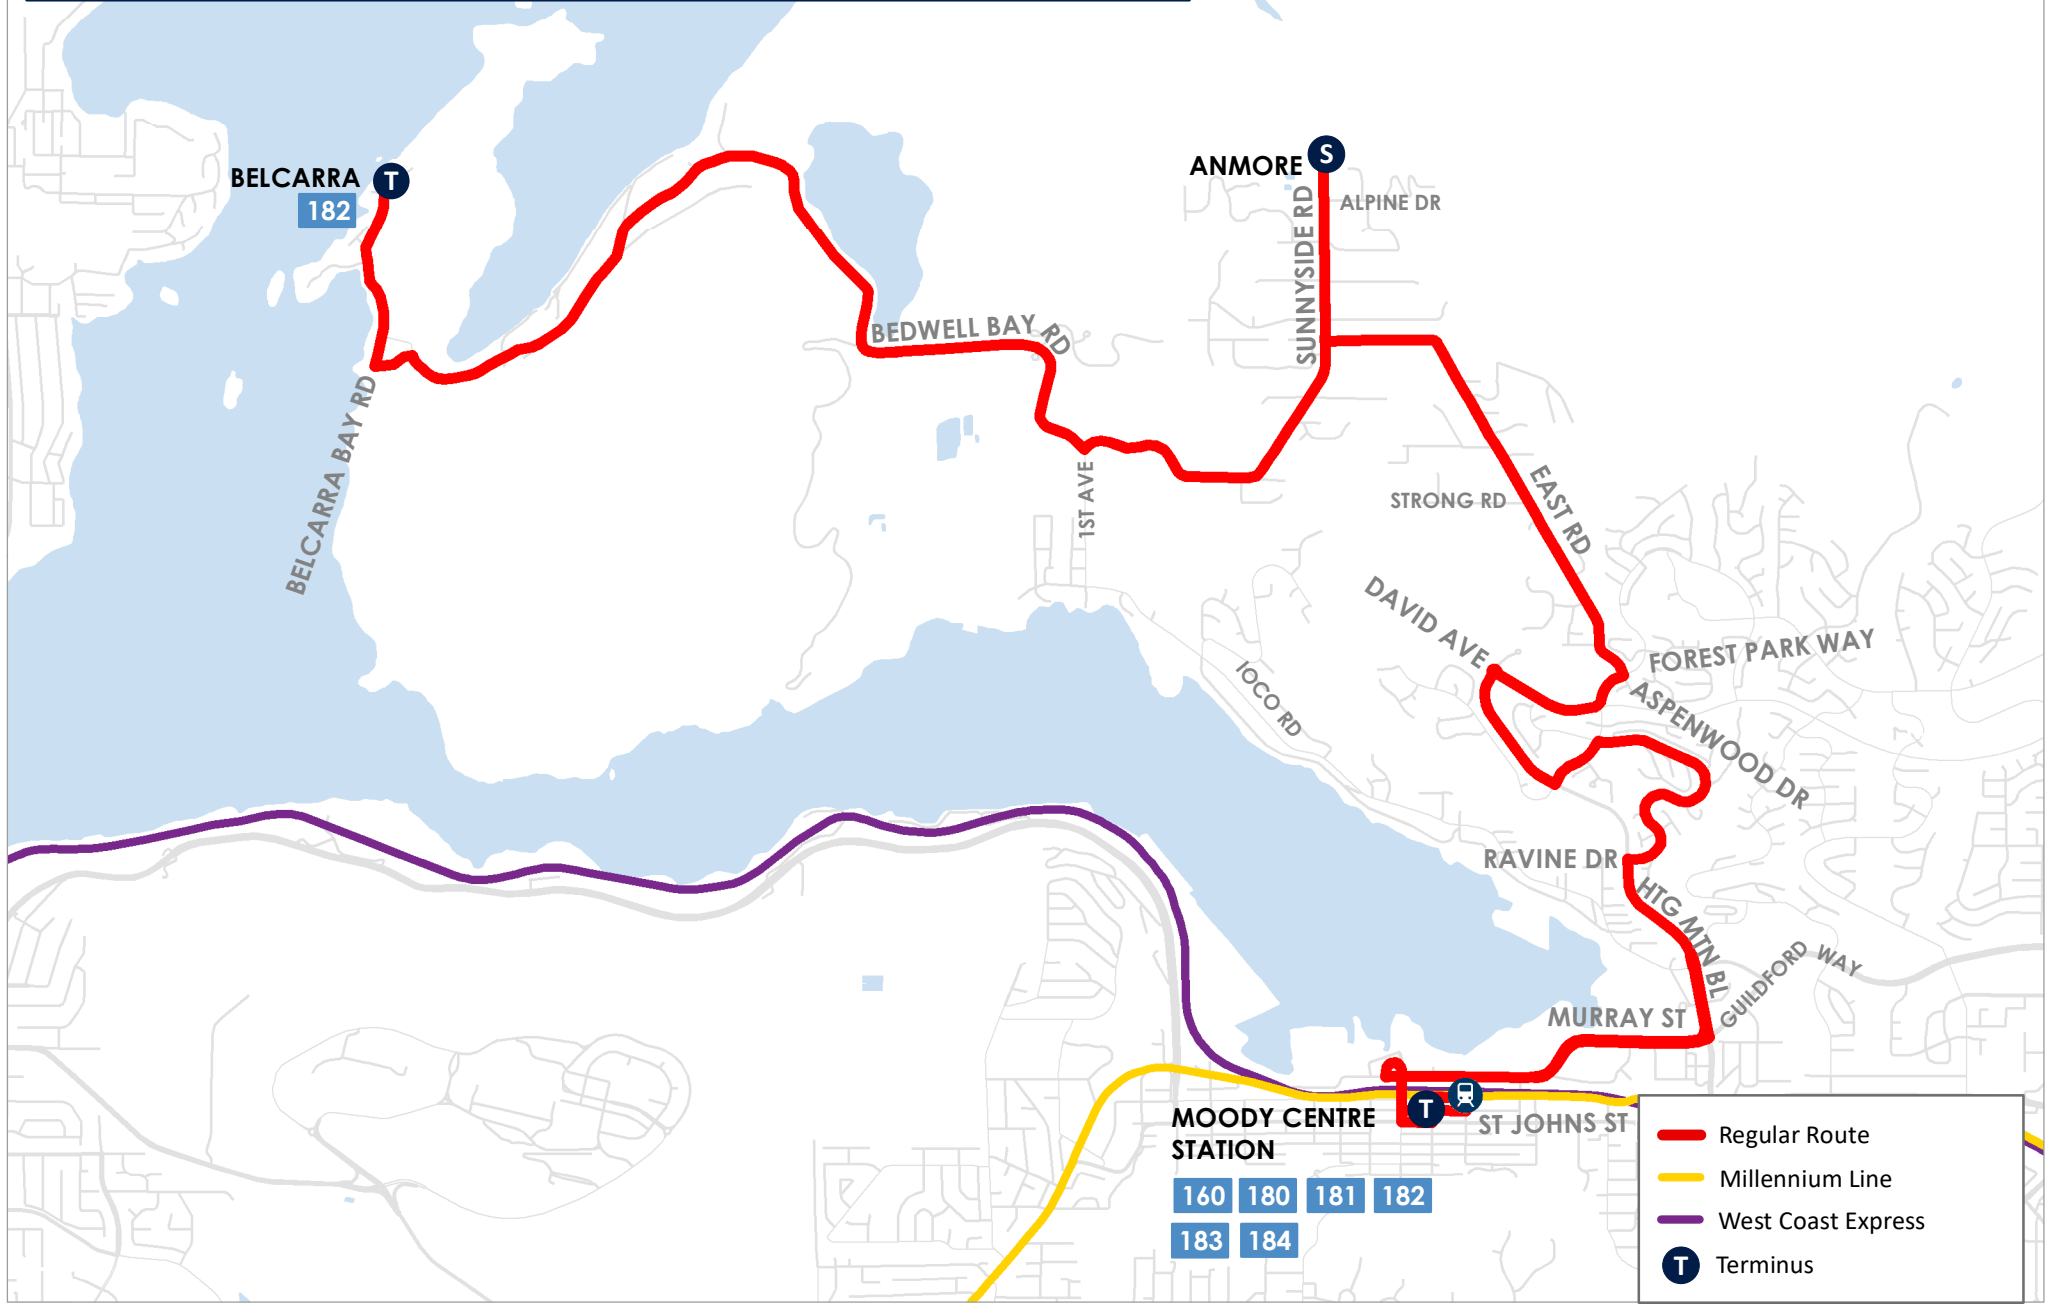 BELCARRA
T
182
ANMORE
S
ALPINE DR
SUNNYSIDE RD
BEDWELL BAY RD
BELCARRA BAY RD
1ST AVE
STRONG RD
EAST RD
DAVID AVE
FOREST PARK WAY
IOCO RD
ASPENWOOD DR
RAVINE DR
HTG MTN BL
GUILDFORD WAY
MURRAY ST
MOODY CENTRE
STATION
T
ST JOHNS ST
160 180 181 182
183 184
Regular Route
Millennium Line
West Coast Express
T Terminus